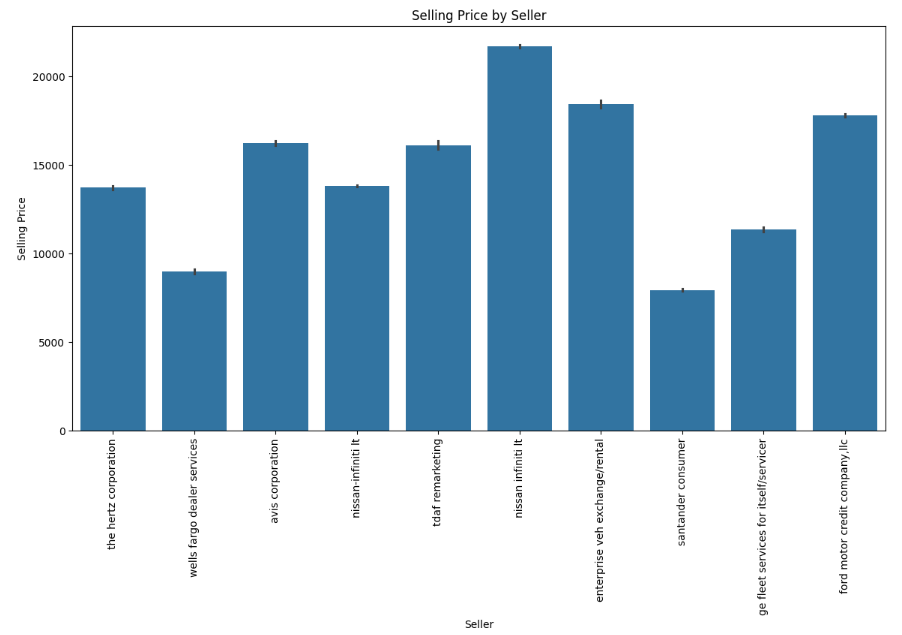 Selling Price by Seller
Selling Price
20000
15000
10000
5000
0
the hertz corporation
wells fargo dealer services
avis corporation
nissan-infiniti lt
tdaf remarketing
nissan infiniti lt
enterprise veh exchange/rental
santander consumer
ge fleet services for itself/servicer
ford motor credit company,llc
Seller